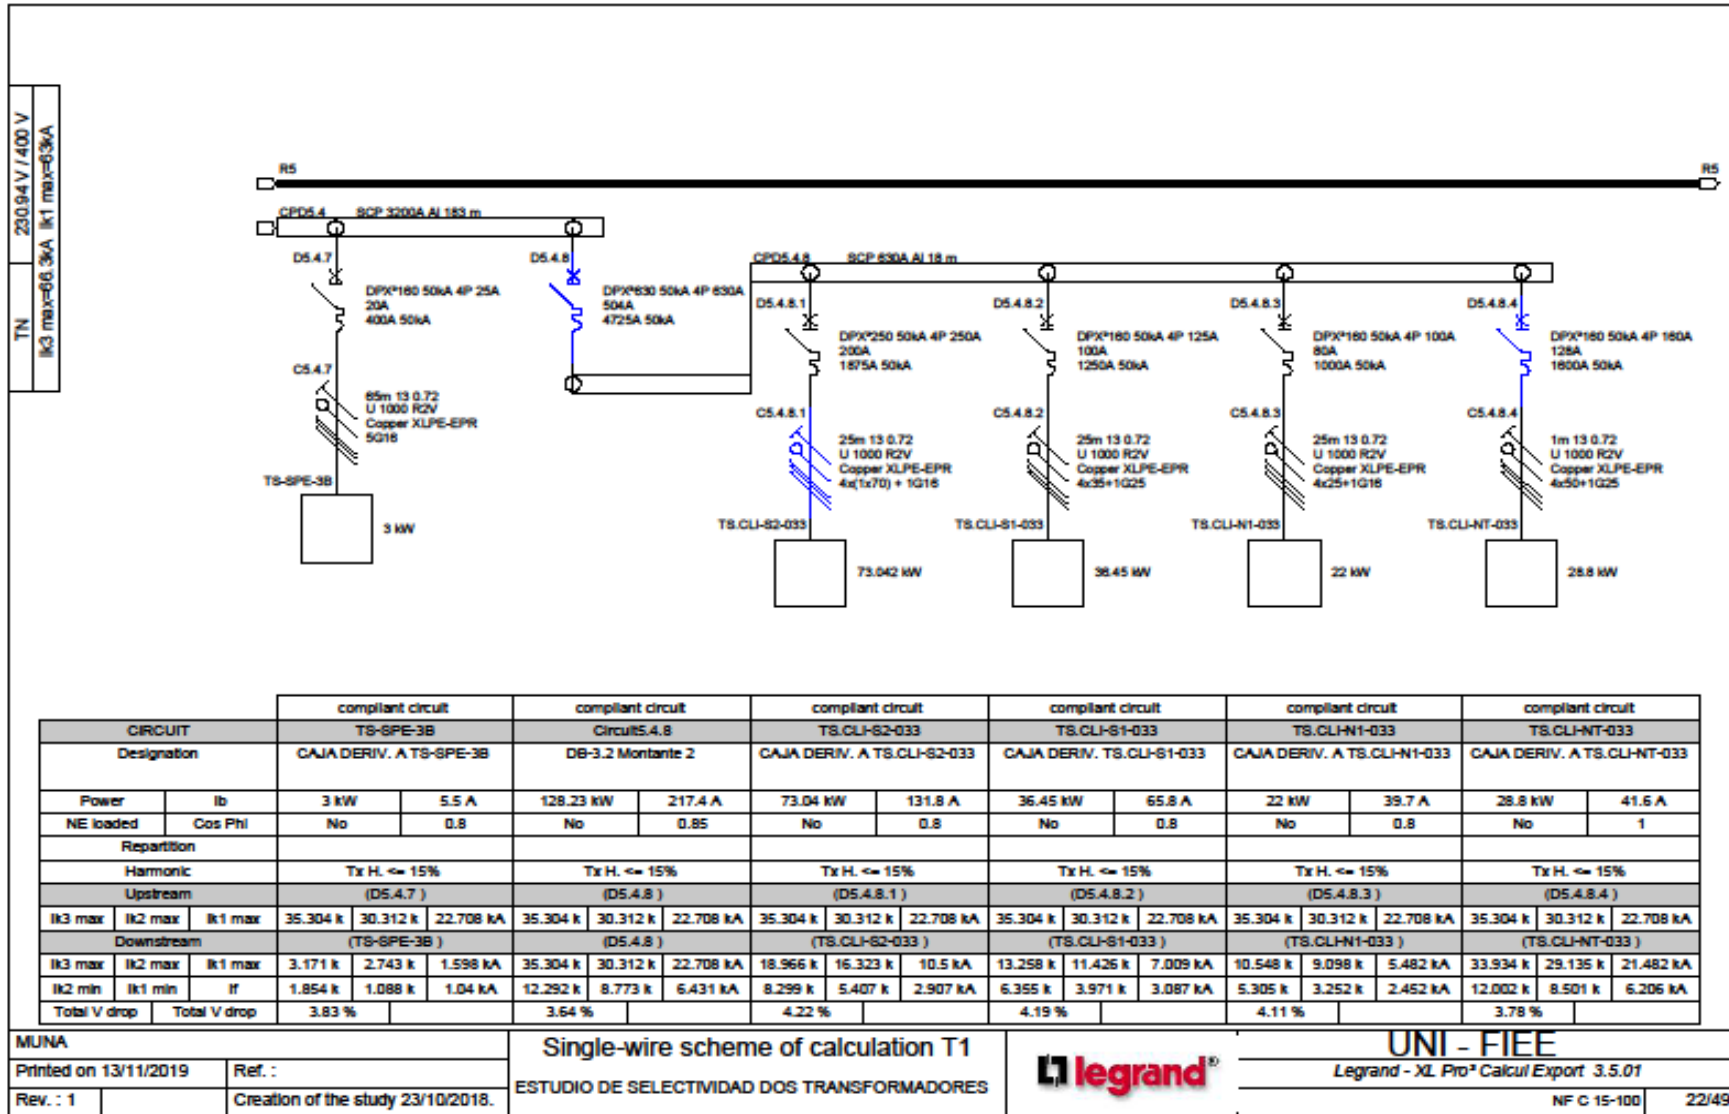 TN
230.94 V / 400 V
Ik3 max=66.3kA Ik1 max=63kA
R5
R5
CPD5.4 SCP 3200A Al 183 m
D5.4.7
DPX³160 50kA 4P 25A
20A
400A 50kA
C5.4.7
65m 13 0.72
U 1000 R2V
Copper XLPE-EPR
5G16
TS-SPE-3B
3 kW
D5.4.8
DPX³630 50kA 4P 630A
504A
4725A 50kA
CPD5.4.8 SCP 630A Al 18 m
D5.4.8.1
DPX³250 50kA 4P 250A
200A
1875A 50kA
C5.4.8.1
25m 13 0.72
U 1000 R2V
Copper XLPE-EPR
4x(1x70) + 1G16
TS.CLI-S2-033
73.042 kW
D5.4.8.2
DPX³160 50kA 4P 125A
100A
1250A 50kA
C5.4.8.2
25m 13 0.72
U 1000 R2V
Copper XLPE-EPR
4x35+1G25
TS.CLI-S1-033
36.45 kW
D5.4.8.3
DPX³160 50kA 4P 100A
80A
1000A 50kA
C5.4.8.3
25m 13 0.72
U 1000 R2V
Copper XLPE-EPR
4x25+1G16
TS.CLI-N1-033
22 kW
D5.4.8.4
DPX³160 50kA 4P 160A
128A
1600A 50kA
C5.4.8.4
1m 13 0.72
U 1000 R2V
Copper XLPE-EPR
4x50+1G25
TS.CLI-NT-033
28.8 kW
compliant circuit compliant circuit compliant circuit compliant circuit compliant circuit compliant circuit
CIRCUIT TS-SPE-3B Circuit5.4.8 TS.CLI-S2-033 TS.CLI-S1-033 TS.CLI-N1-033 TS.CLI-NT-033
Designation CAJA DERIV. A TS-SPE-3B DB-3.2 Montante 2 CAJA DERIV. A TS.CLI-S2-033 CAJA DERIV. TS.CLI-S1-033 CAJA DERIV. A TS.CLI-N1-033 CAJA DERIV. A TS.CLI-NT-033
Power Ib 3 kW 5.5 A 128.23 kW 217.4 A 73.04 kW 131.8 A 36.45 kW 65.8 A 22 kW 39.7 A 28.8 kW 41.6 A
NE loaded Cos Phi No 0.8 No 0.85 No 0.8 No 0.8 No 0.8 No 1
Repartition
Harmonic Tx H. <= 15% Tx H. <= 15% Tx H. <= 15% Tx H. <= 15% Tx H. <= 15% Tx H. <= 15%
Upstream (D5.4.7 ) (D5.4.8 ) (D5.4.8.1 ) (D5.4.8.2 ) (D5.4.8.3 ) (D5.4.8.4 )
Ik3 max Ik2 max Ik1 max 35.304 k 30.312 k 22.708 kA 35.304 k 30.312 k 22.708 kA 35.304 k 30.312 k 22.708 kA 35.304 k 30.312 k 22.708 kA 35.304 k 30.312 k 22.708 kA 35.304 k 30.312 k 22.708 kA
Downstream (TS-SPE-3B ) (D5.4.8 ) (TS.CLI-S2-033 ) (TS.CLI-S1-033 ) (TS.CLI-N1-033 ) (TS.CLI-NT-033 )
Ik3 max Ik2 max Ik1 max 3.171 k 2.743 k 1.598 kA 35.304 k 30.312 k 22.708 kA 18.966 k 16.323 k 10.5 kA 13.258 k 11.426 k 7.009 kA 10.548 k 9.098 k 5.482 kA 33.934 k 29.135 k 21.482 kA
Ik2 min Ik1 min If 1.854 k 1.088 k 1.04 kA 12.292 k 8.773 k 6.431 kA 8.299 k 5.407 k 2.907 kA 6.355 k 3.971 k 3.087 kA 5.305 k 3.252 k 2.452 kA 12.002 k 8.501 k 6.206 kA
Total V drop Total V drop 3.83 % 3.64 % 4.22 % 4.19 % 4.11 % 3.78 %
MUNA
Printed on 13/11/2019 Ref. :
Rev. : 1 Creation of the study 23/10/2018.
Single-wire scheme of calculation T1
ESTUDIO DE SELECTIVIDAD DOS TRANSFORMADORES
legrand®
UNI - FIEE
Legrand - XL Pro³ Calcul Export 3.5.01
NF C 15-100 22/49